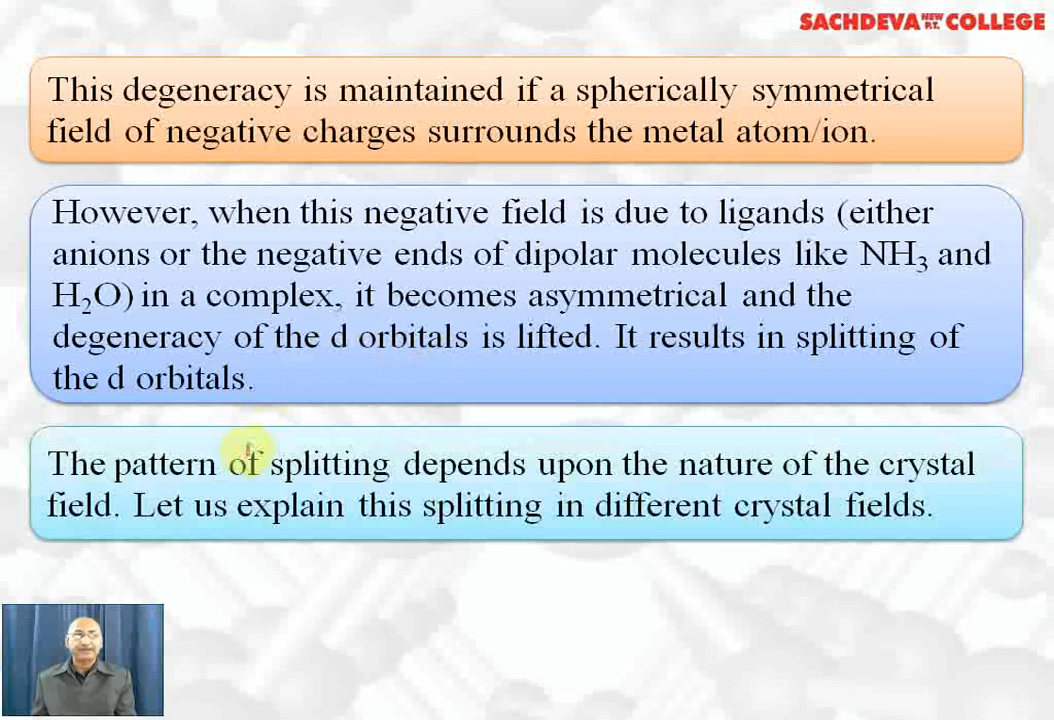 SACHDEVA NEW P.T. COLLEGE
This degeneracy is maintained if a spherically symmetrical
field of negative charges surrounds the metal atom/ion.
However, when this negative field is due to ligands (either
anions or the negative ends of dipolar molecules like NH₃ and
H₂O) in a complex, it becomes asymmetrical and the
degeneracy of the d orbitals is lifted. It results in splitting of
the d orbitals.
The pattern of splitting depends upon the nature of the crystal
field. Let us explain this splitting in different crystal fields.